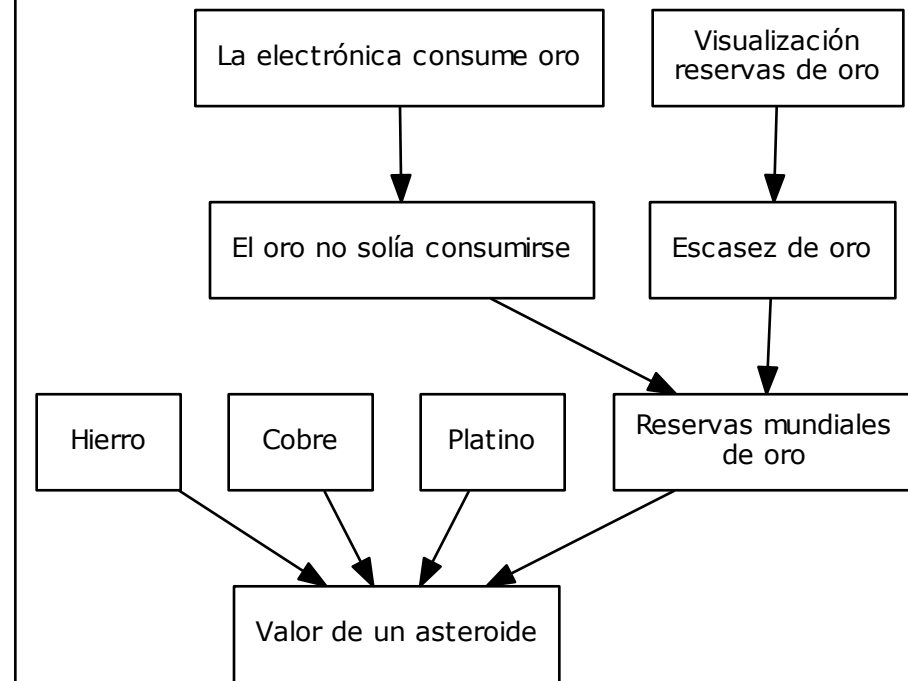 La electrónica consume oro
Visualización
reservas de oro
El oro no solía consumirse
Escasez de oro
Hierro
Cobre
Platino
Reservas mundiales
de oro
Valor de un asteroide